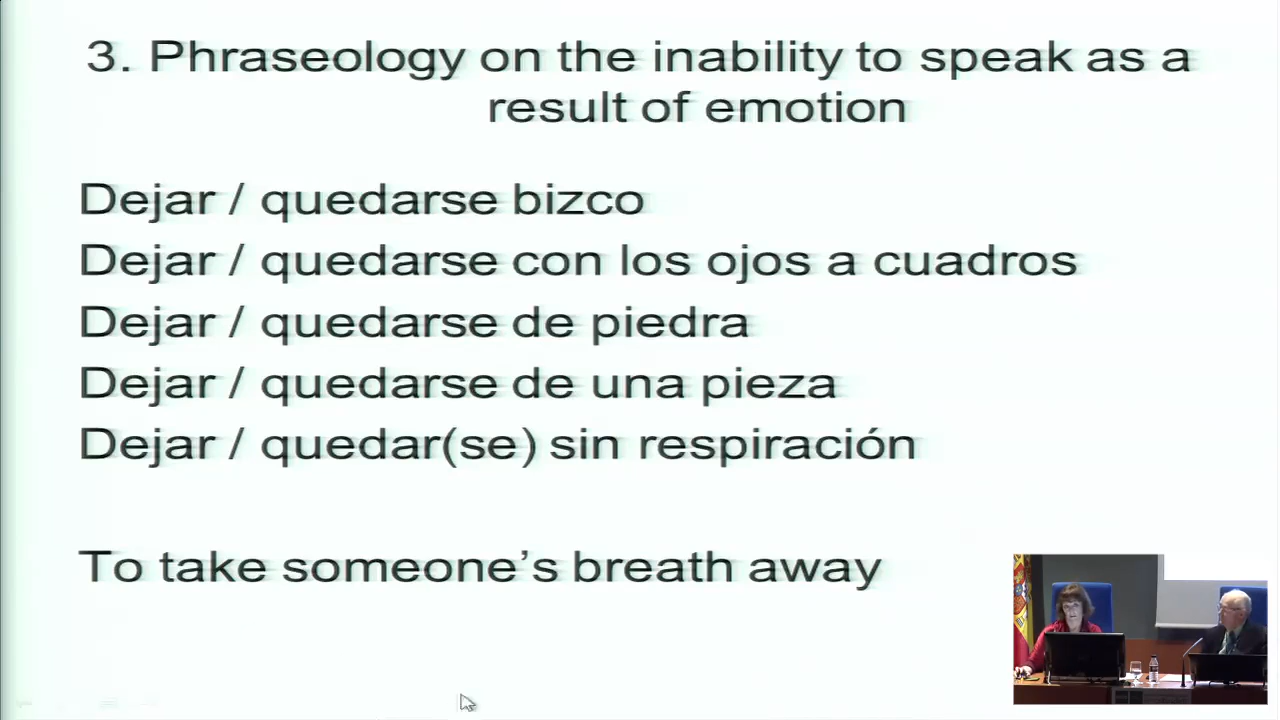 3. Phraseology on the inability to speak as a
result of emotion
Dejar / quedarse bizco
Dejar / quedarse con los ojos a cuadros
Dejar / quedarse de piedra
Dejar / quedarse de una pieza
Dejar / quedar(se) sin respiración
To take someone’s breath away